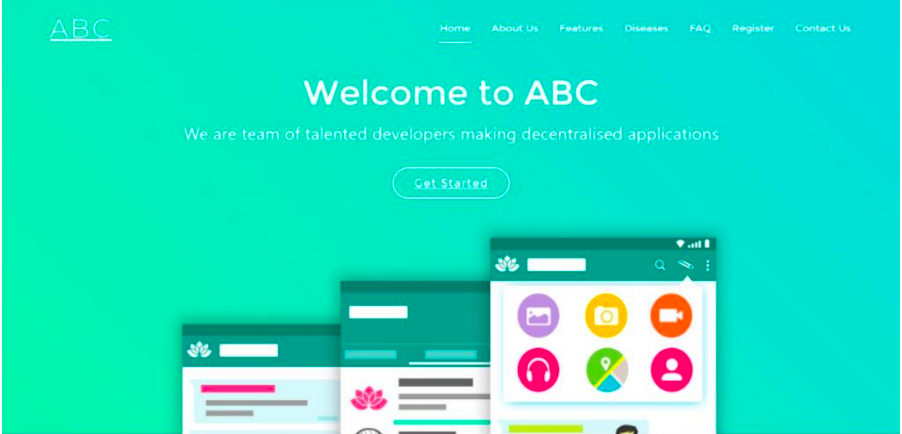 ABC
Home About Us Features Diseases FAQ Register Contact Us
Welcome to ABC
We are team of talented developers making decentralised applications
Get Started